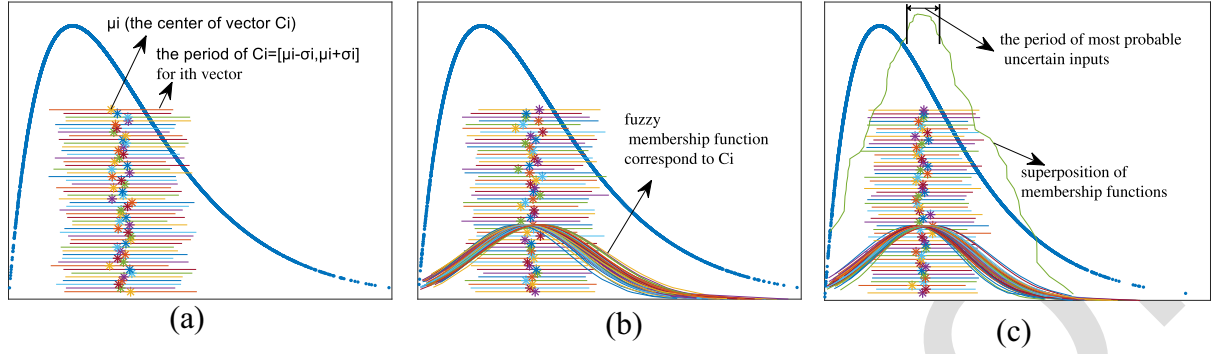 μi (the center of vector Ci)
the period of Ci=[μi-σi,μi+σi]
for ith vector
(a)
fuzzy
membership function
correspond to Ci
(b)
the period of most probable
uncertain inputs
superposition of
membership functions
(c)